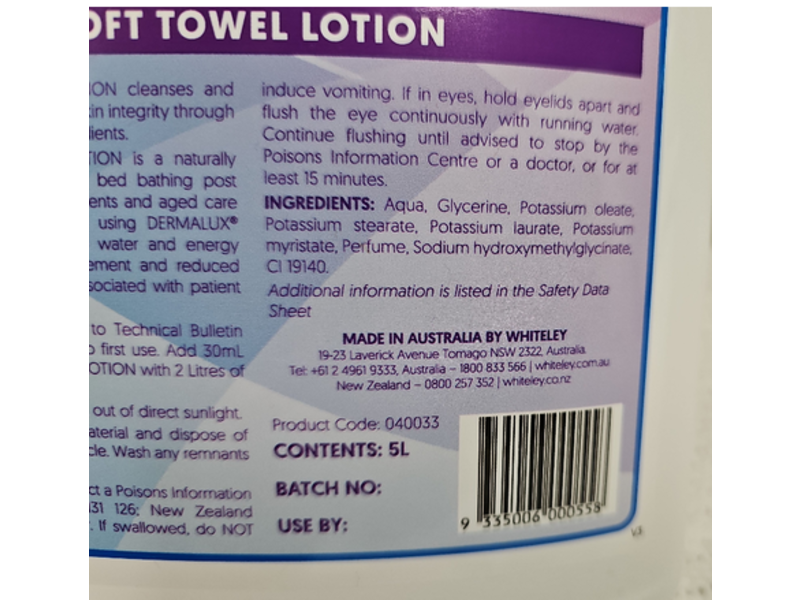 OFT TOWEL LOTION
ION cleanses and
in integrity through
ients.
TION is a naturally
bed bathing post
ents and aged care
using DERMALUX®
water and energy
ement and reduced
ssociated with patient
to Technical Bulletin
first use. Add 30mL
OTION with 2 Litres of
out of direct sunlight.
aterial and dispose of
cle. Wash any remnants
ct a Poisons Information
131 126; New Zealand
If swallowed, do NOT
induce vomiting. If in eyes, hold eyelids apart and
flush the eye continuously with running water.
Continue flushing until advised to stop by the
Poisons Information Centre or a doctor, or for at
least 15 minutes.
INGREDIENTS: Aqua, Glycerine, Potassium oleate,
Potassium stearate, Potassium laurate, Potassium
myristate, Perfume, Sodium hydroxymethylglycinate,
CI 19140.
Additional information is listed in the Safety Data
Sheet
MADE IN AUSTRALIA BY WHITELEY
19-23 Laverick Avenue Tomago NSW 2322, Australia.
Tel: +61 2 4961 9333, Australia – 1800 833 566 | whiteley.com.au
New Zealand – 0800 257 352 | whiteley.co.nz
Product Code: 040033
CONTENTS: 5L
BATCH NO:
USE BY:
9 335006 000558
V3